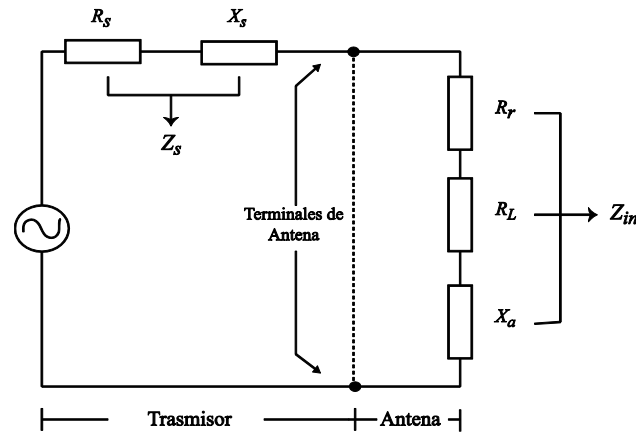 R_s
X_s
Z_s
Terminales de
Antena
R_r
R_L
X_a
Z_in
Trasmisor
Antena